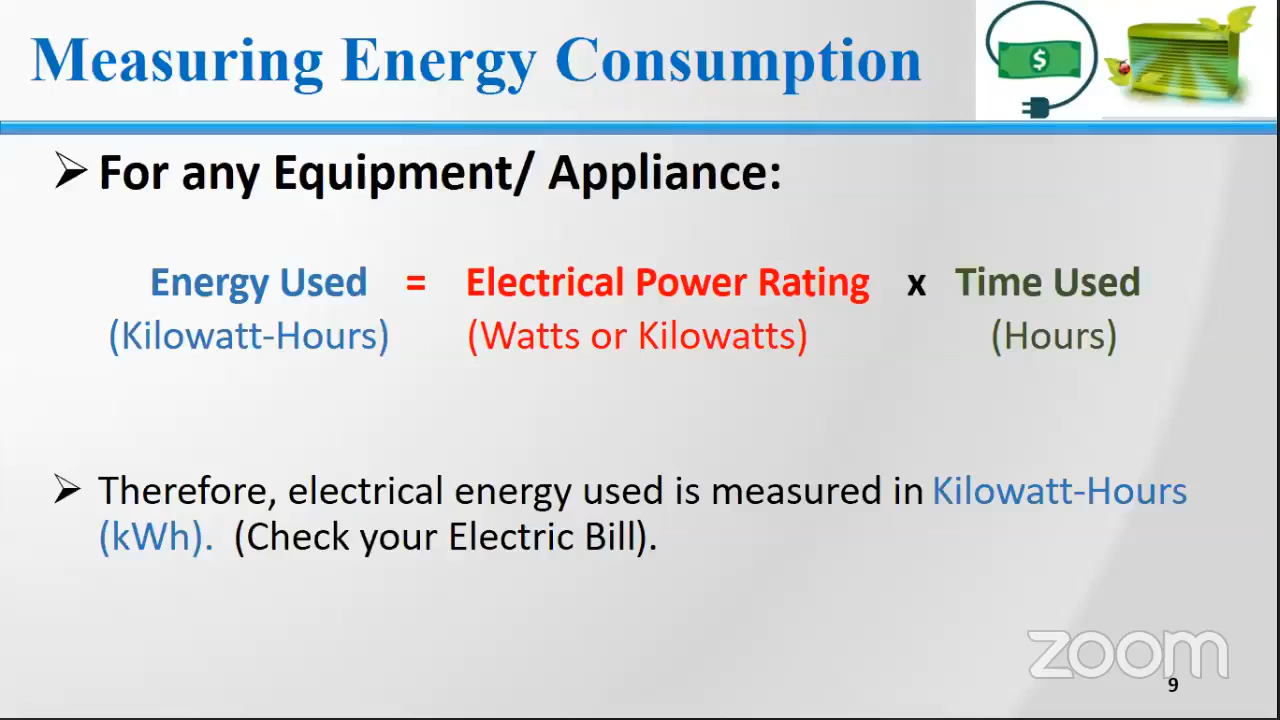 Measuring Energy Consumption
$
➢ For any Equipment/ Appliance:
Energy Used = Electrical Power Rating x Time Used
(Kilowatt-Hours) (Watts or Kilowatts) (Hours)
➢ Therefore, electrical energy used is measured in Kilowatt-Hours
(kWh). (Check your Electric Bill).
zoom
9